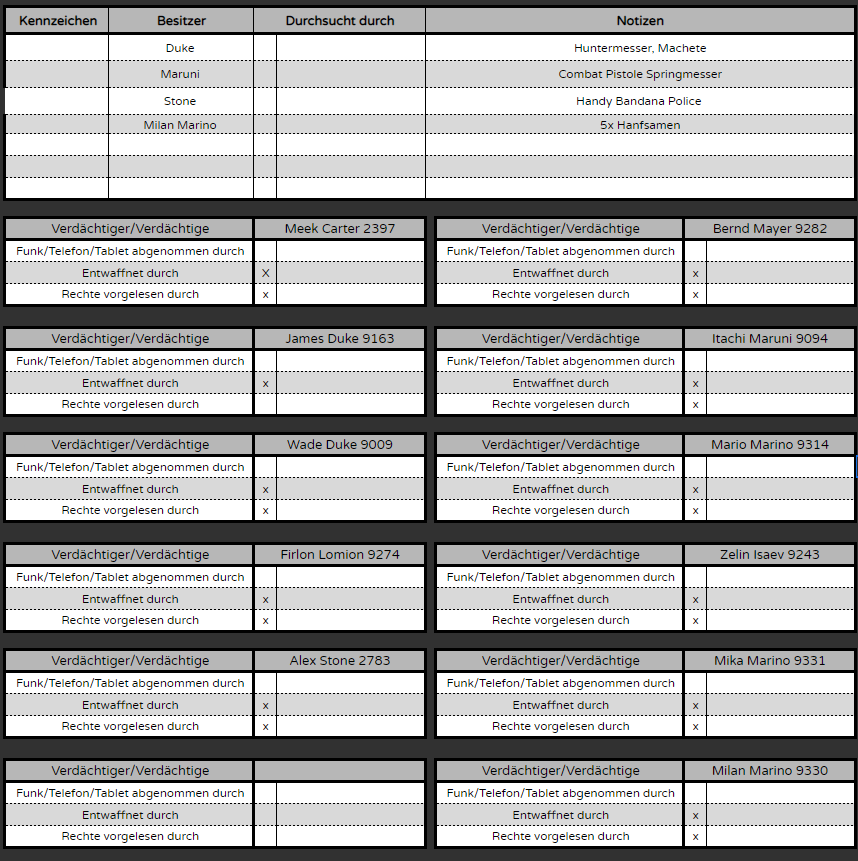 Kennzeichen Besitzer Durchsucht durch Notizen
Duke Huntermesser, Machete
Maruni Combat Pistole Springmesser
Stone Handy Bandana Police
Milan Marino 5x Hanfsamen
Verdächtiger/Verdächtige Meek Carter 2397
Funk/Telefon/Tablet abgenommen durch
Entwaffnet durch X
Rechte vorgelesen durch x
Verdächtiger/Verdächtige Bernd Mayer 9282
Funk/Telefon/Tablet abgenommen durch
Entwaffnet durch x
Rechte vorgelesen durch x
Verdächtiger/Verdächtige James Duke 9163
Funk/Telefon/Tablet abgenommen durch
Entwaffnet durch x
Rechte vorgelesen durch
Verdächtiger/Verdächtige Itachi Maruni 9094
Funk/Telefon/Tablet abgenommen durch
Entwaffnet durch x
Rechte vorgelesen durch x
Verdächtiger/Verdächtige Wade Duke 9009
Funk/Telefon/Tablet abgenommen durch
Entwaffnet durch x
Rechte vorgelesen durch x
Verdächtiger/Verdächtige Mario Marino 9314
Funk/Telefon/Tablet abgenommen durch
Entwaffnet durch x
Rechte vorgelesen durch x
Verdächtiger/Verdächtige Firlon Lomion 9274
Funk/Telefon/Tablet abgenommen durch
Entwaffnet durch x
Rechte vorgelesen durch x
Verdächtiger/Verdächtige Zelin Isaev 9243
Funk/Telefon/Tablet abgenommen durch
Entwaffnet durch x
Rechte vorgelesen durch x
Verdächtiger/Verdächtige Alex Stone 2783
Funk/Telefon/Tablet abgenommen durch
Entwaffnet durch x
Rechte vorgelesen durch x
Verdächtiger/Verdächtige Mika Marino 9331
Funk/Telefon/Tablet abgenommen durch
Entwaffnet durch x
Rechte vorgelesen durch x
Verdächtiger/Verdächtige
Funk/Telefon/Tablet abgenommen durch
Entwaffnet durch
Rechte vorgelesen durch
Verdächtiger/Verdächtige Milan Marino 9330
Funk/Telefon/Tablet abgenommen durch
Entwaffnet durch x
Rechte vorgelesen durch x